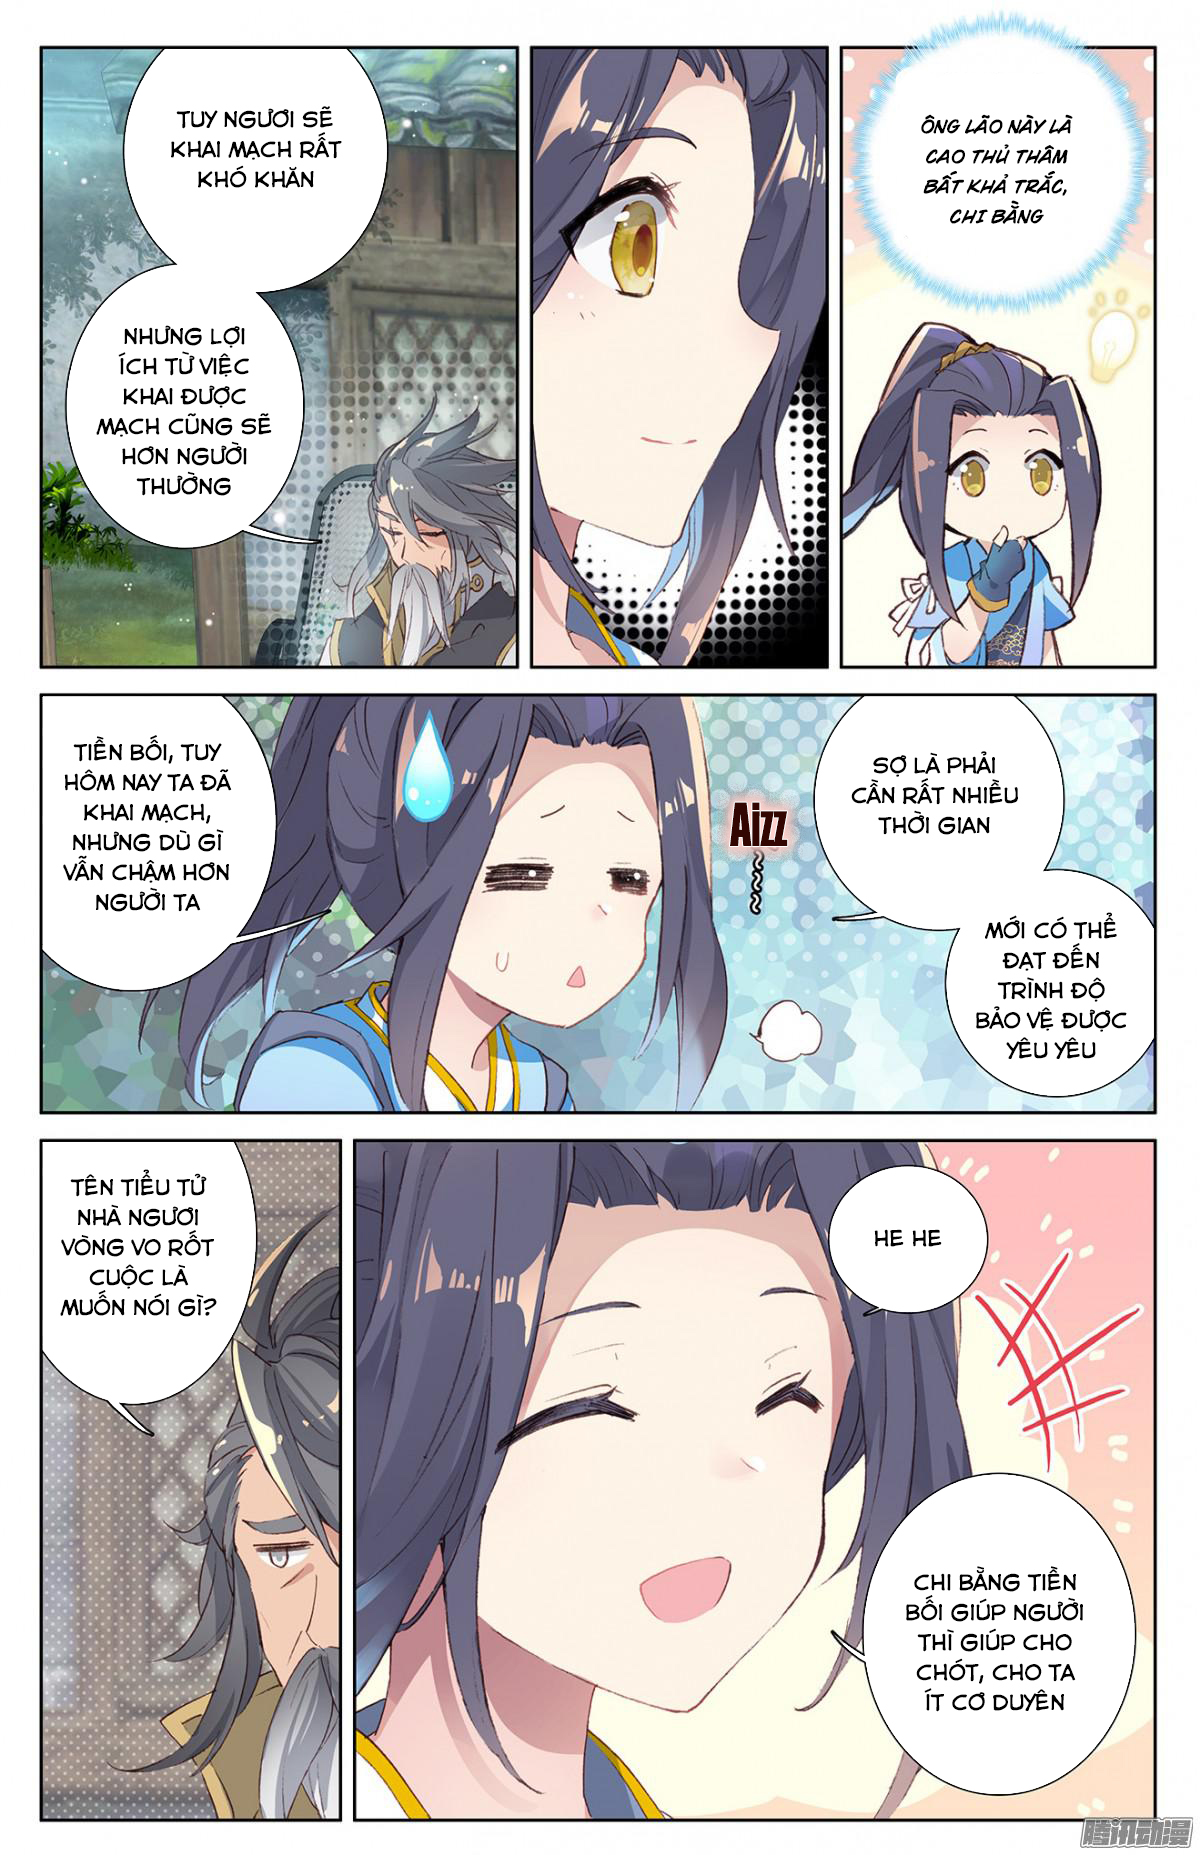 TUY NGƯƠI SẼ
KHAI MẠCH RẤT
KHÓ KHĂN
NHƯNG LỢI
ÍCH TỪ VIỆC
KHAI ĐƯỢC
MẠCH CŨNG SẼ
HƠN NGƯỜI
THƯỜNG
ÔNG LÃO NÀY LÀ
CAO THỦ THÂM
BẤT KHẢ TRẮC,
CHI BẰNG
TIỀN BỐI, TUY
HÔM NAY TA ĐÃ
KHAI MẠCH,
NHƯNG DÙ GÌ
VẪN CHẬM HƠN
NGƯỜI TA
Aizz
SỢ LÀ PHẢI
CẦN RẤT NHIỀU
THỜI GIAN
MỚI CÓ THỂ
ĐẠT ĐẾN
TRÌNH ĐỘ
BẢO VỆ ĐƯỢC
YÊU YÊU
TÊN TIỂU TỬ
NHÀ NGƯƠI
VÒNG VO RỐT
CUỘC LÀ
MUỐN NÓI GÌ?
HE HE
CHI BẰNG TIỀN
BỐI GIÚP NGƯỜI
THÌ GIÚP CHO
CHÓT, CHO TA
ÍT CƠ DUYÊN
腾讯动漫